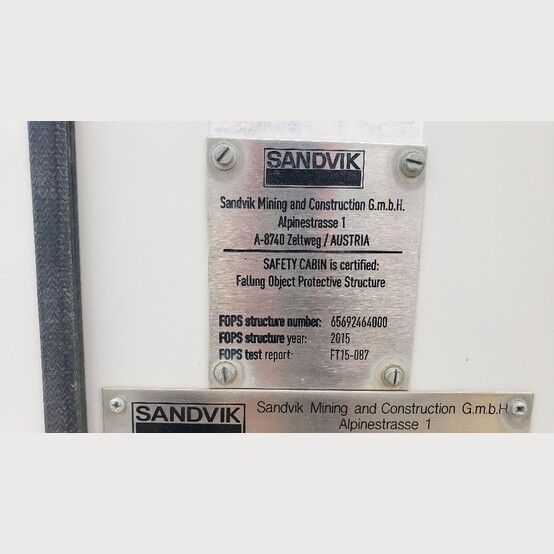 SANDVIK
Sandvik Mining and Construction G.m.b.H.
Alpinestrasse 1
A-8740 Zeltweg / AUSTRIA
SAFETY CABIN is certified:
Falling Object Protective Structure
FOPS structure number: 65692464000
FOPS structure year: 2015
FOPS test report: FT15-087
SANDVIK
Sandvik Mining and Construction G.m.b.H
Alpinestrasse 1